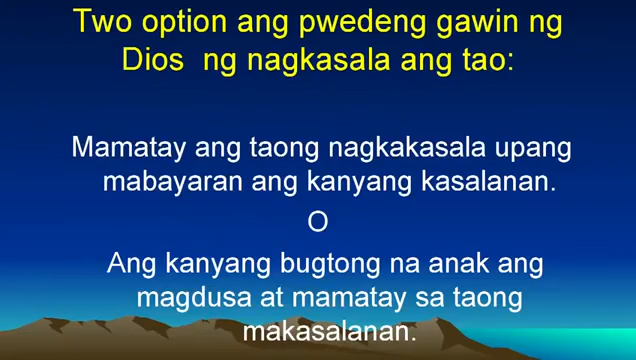 Two option ang pwedeng gawin ng
Dios ng nagkasala ang tao:
Mamatay ang taong nagkakasala upang
mabayaran ang kanyang kasalanan.
O
Ang kanyang bugtong na anak ang
magdusa at mamatay sa taong
makasalanan.